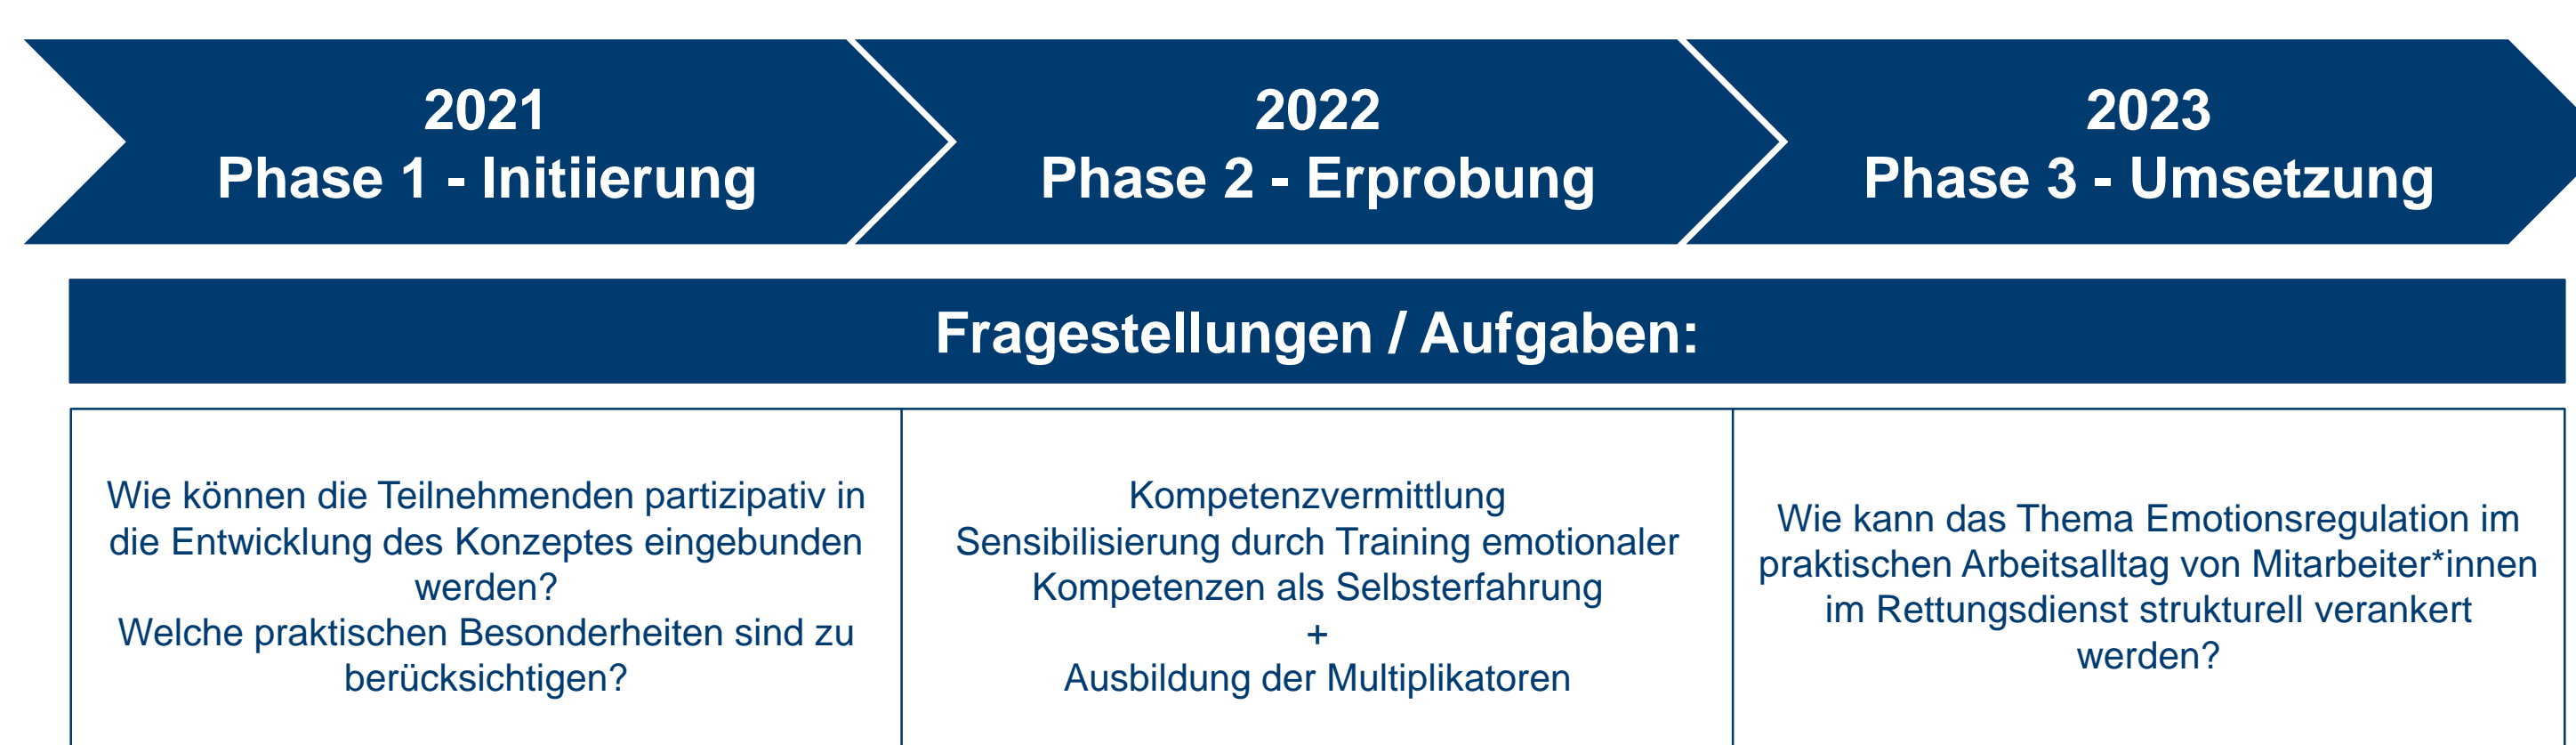 2021
Phase 1 - Initiierung
2022
Phase 2 - Erprobung
2023
Phase 3 - Umsetzung
Fragestellungen / Aufgaben:
Wie können die Teilnehmenden partizipativ in
die Entwicklung des Konzeptes eingebunden
werden?
Welche praktischen Besonderheiten sind zu
berücksichtigen?
Kompetenzvermittlung
Sensibilisierung durch Training emotionaler
Kompetenzen als Selbsterfahrung
+
Ausbildung der Multiplikatoren
Wie kann das Thema Emotionsregulation im
praktischen Arbeitsalltag von Mitarbeiter*innen
im Rettungsdienst strukturell verankert
werden?